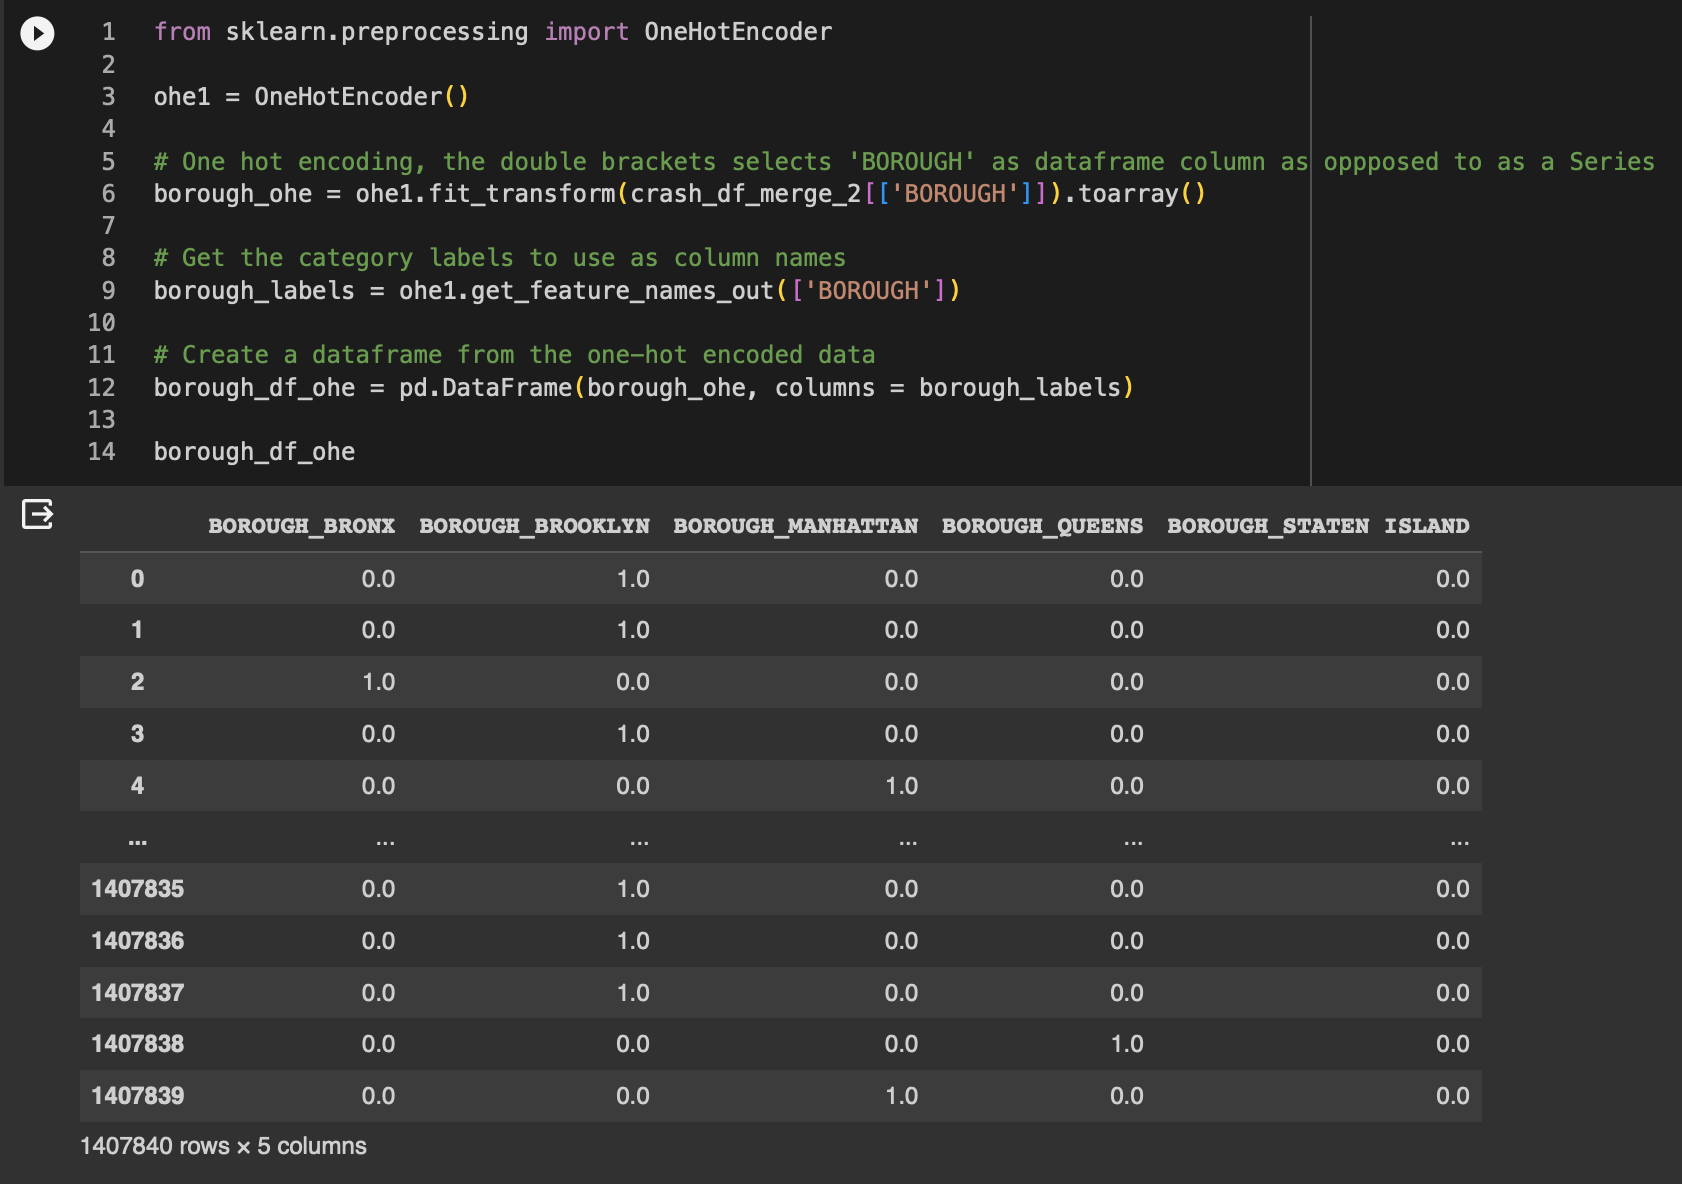 1 from sklearn.preprocessing import OneHotEncoder
2
3 ohe1 = OneHotEncoder()
4
5 # One hot encoding, the double brackets selects 'BOROUGH' as dataframe column as oppposed to as a Series
6 borough_ohe = ohe1.fit_transform(crash_df_merge_2[['BOROUGH']]).toarray()
7
8 # Get the category labels to use as column names
9 borough_labels = ohe1.get_feature_names_out(['BOROUGH'])
10
11 # Create a dataframe from the one-hot encoded data
12 borough_df_ohe = pd.DataFrame(borough_ohe, columns = borough_labels)
13
14 borough_df_ohe
BOROUGH_BRONX BOROUGH_BROOKLYN BOROUGH_MANHATTAN BOROUGH_QUEENS BOROUGH_STATEN ISLAND
0 0.0 1.0 0.0 0.0 0.0
1 0.0 1.0 0.0 0.0 0.0
2 1.0 0.0 0.0 0.0 0.0
3 0.0 1.0 0.0 0.0 0.0
4 0.0 0.0 1.0 0.0 0.0
... ... ... ... ... ...
1407835 0.0 1.0 0.0 0.0 0.0
1407836 0.0 1.0 0.0 0.0 0.0
1407837 0.0 1.0 0.0 0.0 0.0
1407838 0.0 0.0 0.0 1.0 0.0
1407839 0.0 0.0 1.0 0.0 0.0
1407840 rows × 5 columns